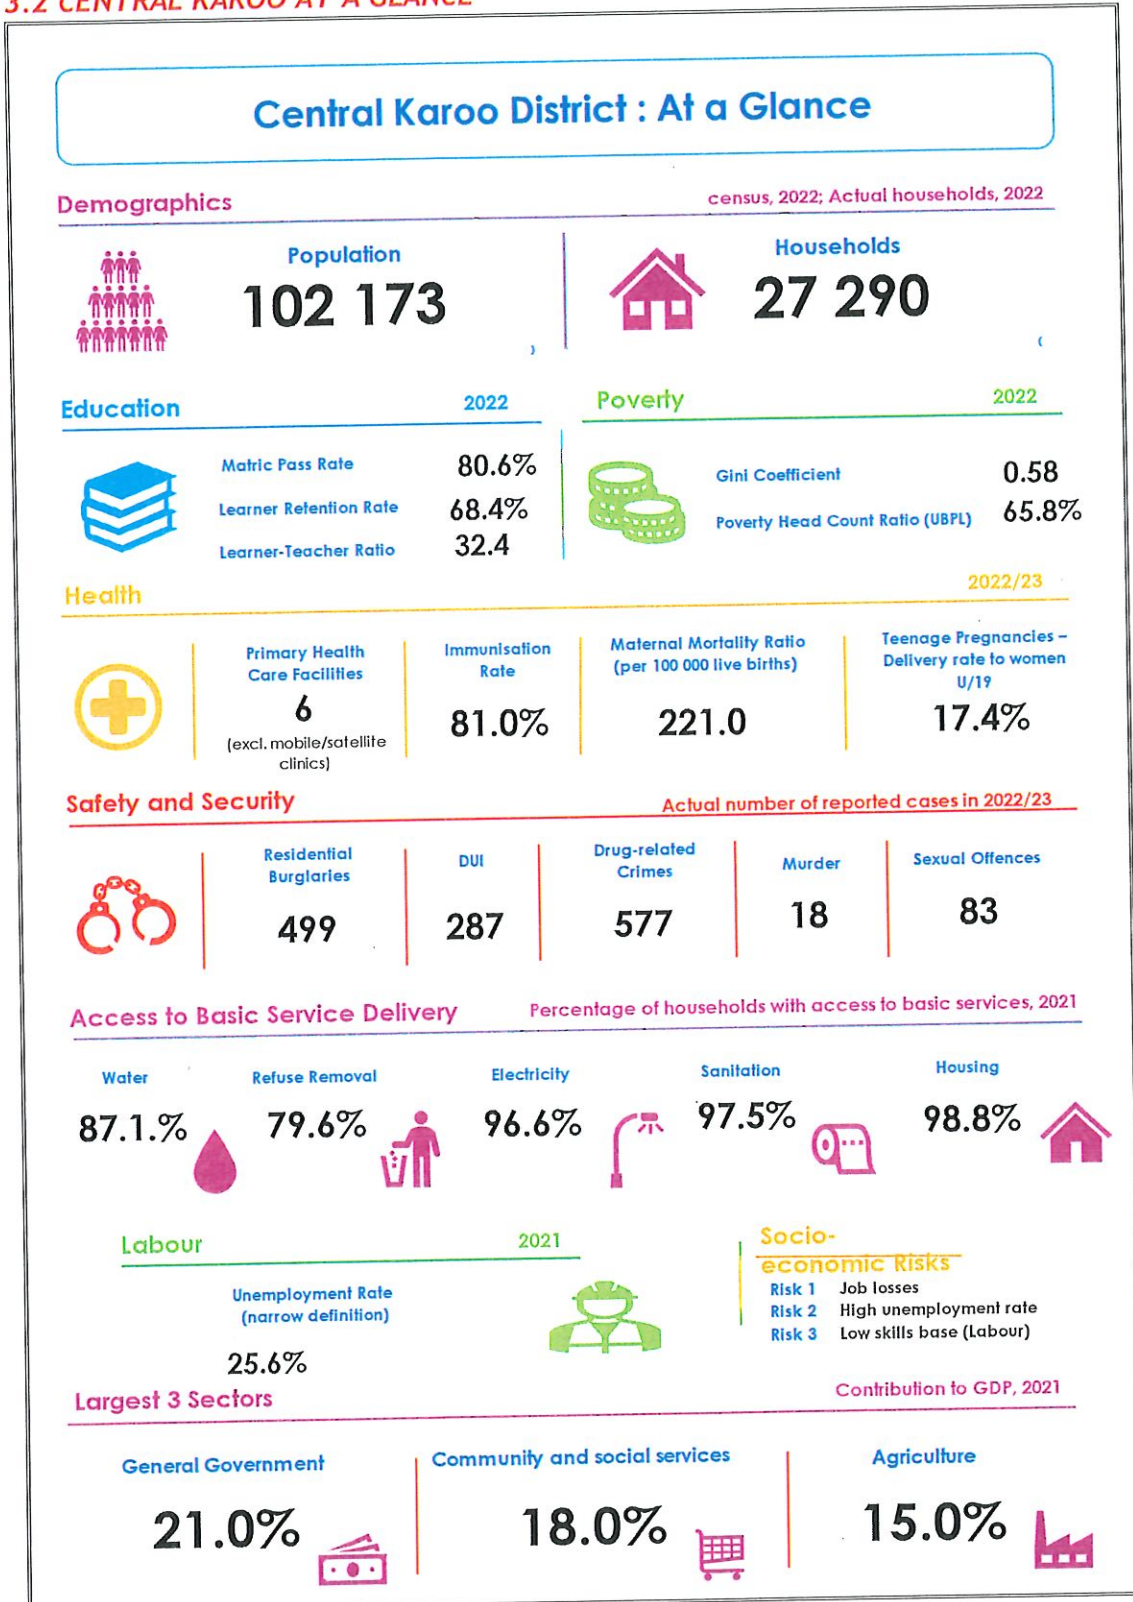 3.2 CENTRAL KAROO AT A GLANCE
Central Karoo District : At a Glance
Demographics
census, 2022; Actual households, 2022
Population
102 173
Households
27 290
Education
2022
Matric Pass Rate 80.6%
Learner Retention Rate 68.4%
Learner-Teacher Ratio 32.4
Poverty
2022
Gini Coefficient 0.58
Poverty Head Count Ratio (UBPL) 65.8%
Health
2022/23
Primary Health
Care Facilities
6
(excl. mobile/satellite
clinics)
Immunisation
Rate
81.0%
Maternal Mortality Ratio
(per 100 000 live births)
221.0
Teenage Pregnancies –
Delivery rate to women
U/19
17.4%
Safety and Security
Actual number of reported cases in 2022/23
Residential
Burglaries
499
DUI
287
Drug-related
Crimes
577
Murder
18
Sexual Offences
83
Access to Basic Service Delivery
Percentage of households with access to basic services, 2021
Water
87.1.%
Refuse Removal
79.6%
Electricity
96.6%
Sanitation
97.5%
Housing
98.8%
Labour
2021
Unemployment Rate
(narrow definition)
25.6%
Socio-
economic Risks
Risk 1 Job losses
Risk 2 High unemployment rate
Risk 3 Low skills base (Labour)
Largest 3 Sectors
Contribution to GDP, 2021
General Government
21.0%
Community and social services
18.0%
Agriculture
15.0%